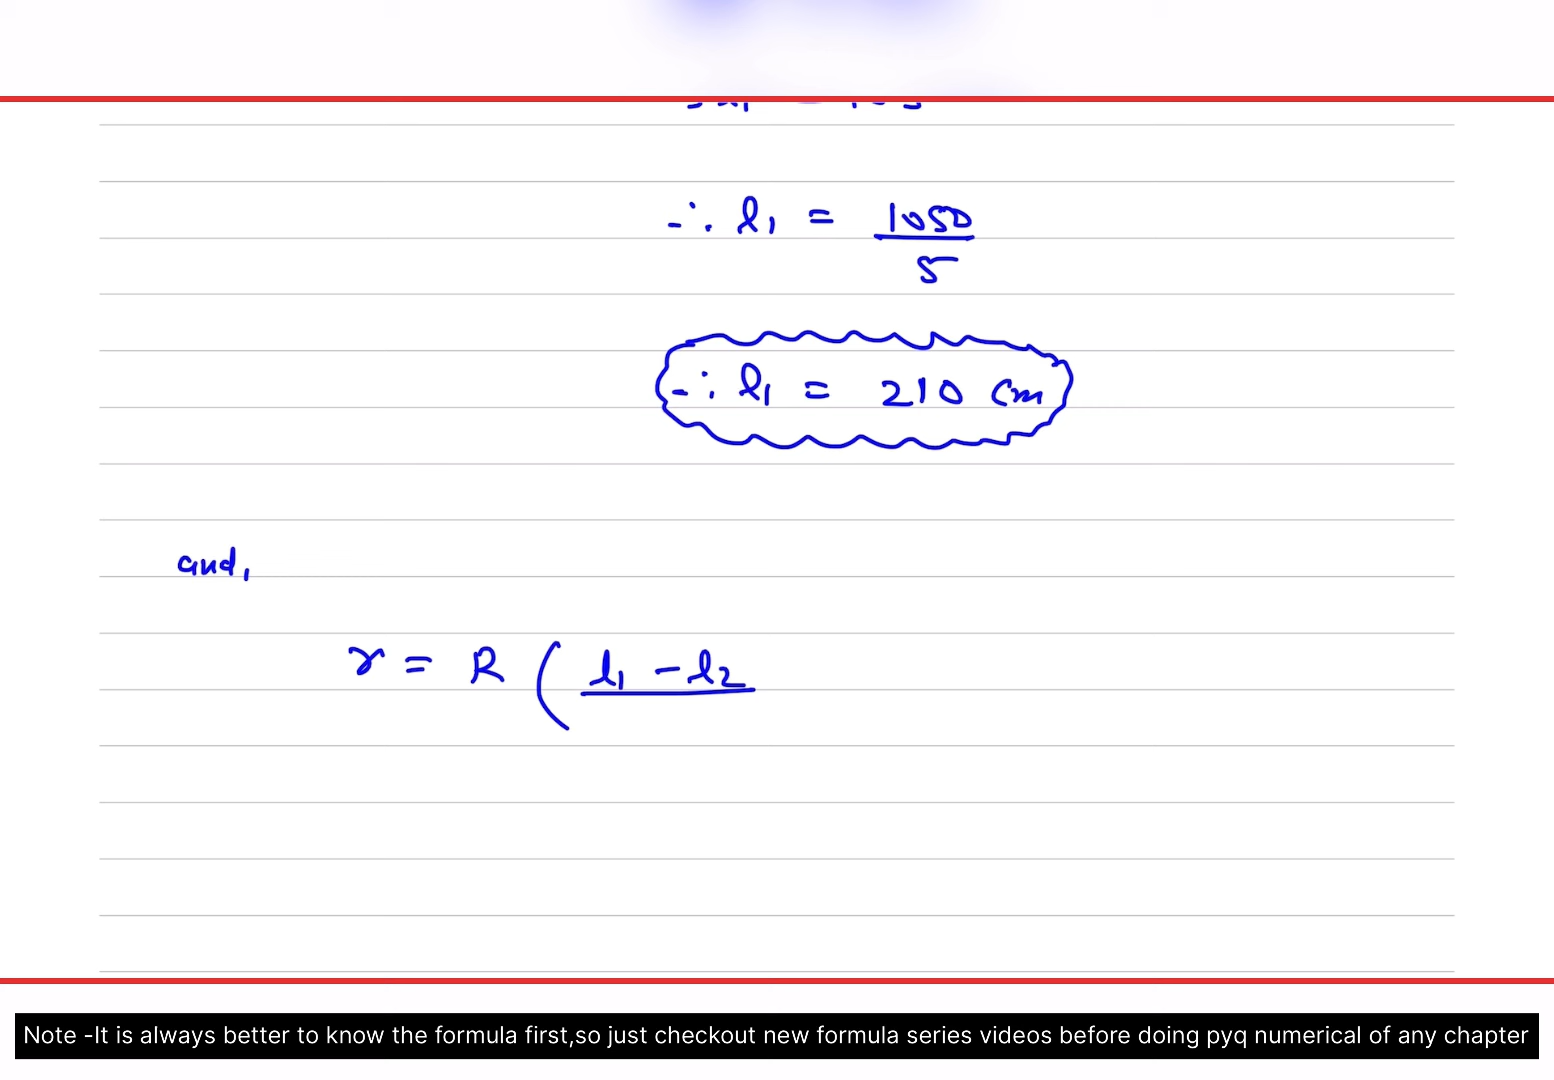 ∴ l₁ = 1050
5
∴ l₁ = 210 cm
and,
r = R ( l₁ - l₂
Note -It is always better to know the formula first,so just checkout new formula series videos before doing pyq numerical of any chapter